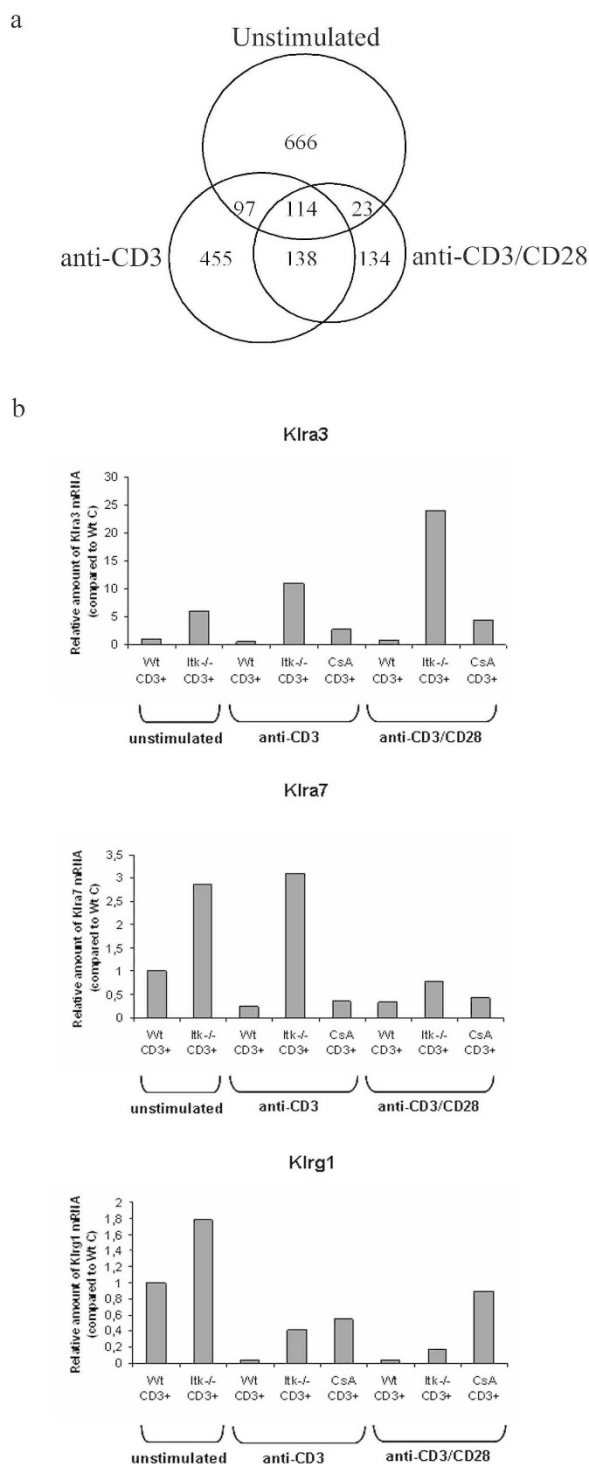 a
Unstimulated
666
97 114 23
anti-CD3 455 138 134 anti-CD3/CD28
b
Klra3
Relative amount of Klra3 mRNA
(compared to Wt C)
30
25
20
15
10
5
0
Wt Itk-/- Wt Itk-/- CsA Wt Itk-/- CsA
CD3+ CD3+ CD3+ CD3+ CD3+ CD3+ CD3+ CD3+
unstimulated anti-CD3 anti-CD3/CD28
Klra7
Relative amount of Klra7 mRNA
(compared to Wt C)
3,5
3
2,5
2
1,5
1
0,5
0
Wt Itk-/- Wt Itk-/- CsA Wt Itk-/- CsA
CD3+ CD3+ CD3+ CD3+ CD3+ CD3+ CD3+ CD3+
unstimulated anti-CD3 anti-CD3/CD28
Klrg1
Relative amount of Klrg1 mRNA
(compared to Wt C)
2
1,8
1,6
1,4
1,2
1
0,8
0,6
0,4
0,2
0
Wt Itk-/- Wt Itk-/- CsA Wt Itk-/- CsA
CD3+ CD3+ CD3+ CD3+ CD3+ CD3+ CD3+ CD3+
unstimulated anti-CD3 anti-CD3/CD28